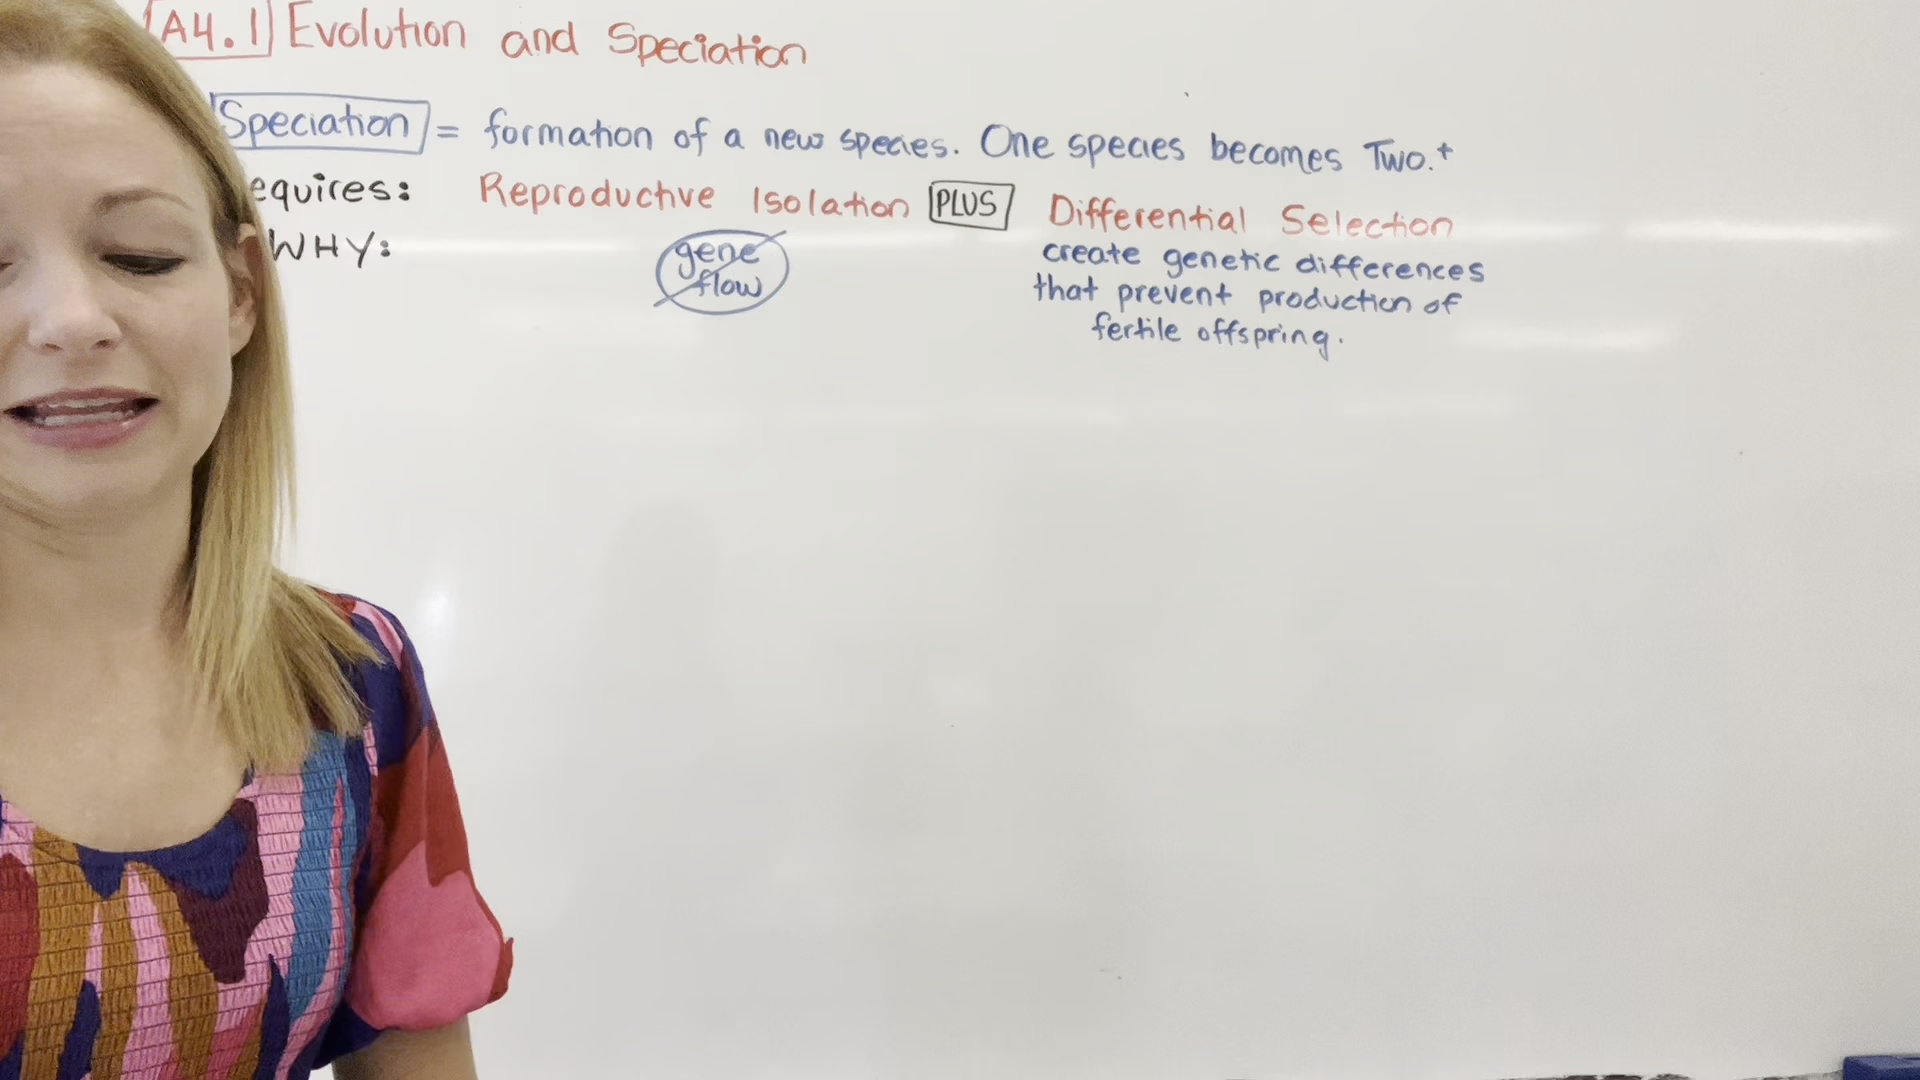 A4.1 Evolution and Speciation
Speciation = formation of a new species. One species becomes Two.+
equires: Reproductive Isolation PLUS Differential Selection
WHY: gene flow
create genetic differences
that prevent production of
fertile offspring.